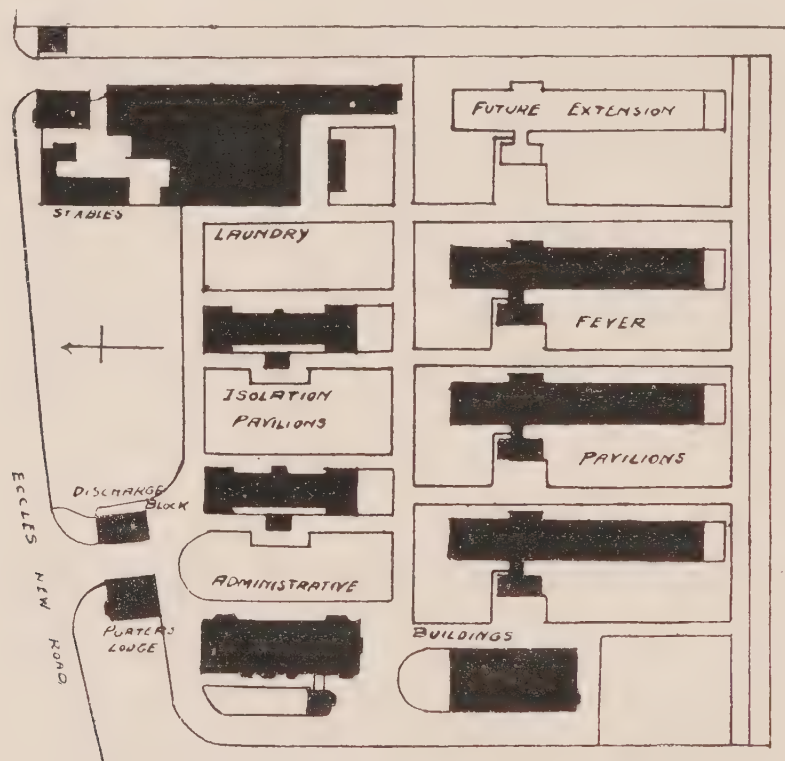 FUTURE EXTENSION
STABLES
LAUNDRY
FEVER
ISOLATION
PAVILIONS
PAVILIONS
DISCHARGE
BLOCK
ECCLES NEW ROAD
ADMINISTRATIVE
BUILDINGS
PORTERS
LODGE